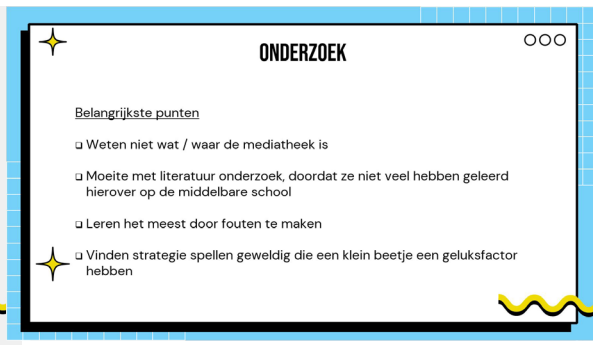 ONDERZOEK
Belangrijkste punten
❑ Weten niet wat / waar de mediatheek is
❑ Moeite met literatuur onderzoek, doordat ze niet veel hebben geleerd
hierover op de middelbare school
❑ Leren het meest door fouten te maken
❑ Vinden strategie spellen geweldig die een klein beetje een geluksfactor
hebben